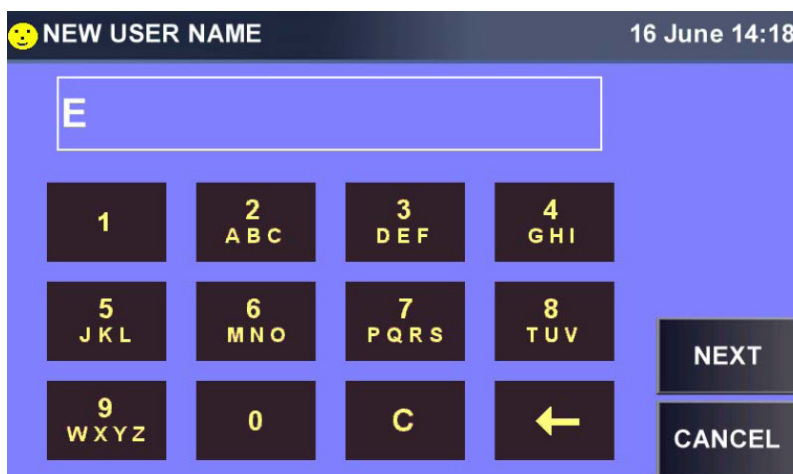 NEW USER NAME 16 June 14:18
E
1
2
ABC
3
DEF
4
GHI
5
JKL
6
MNO
7
PQRS
8
TUV
NEXT
9
WXYZ
0
C
CANCEL